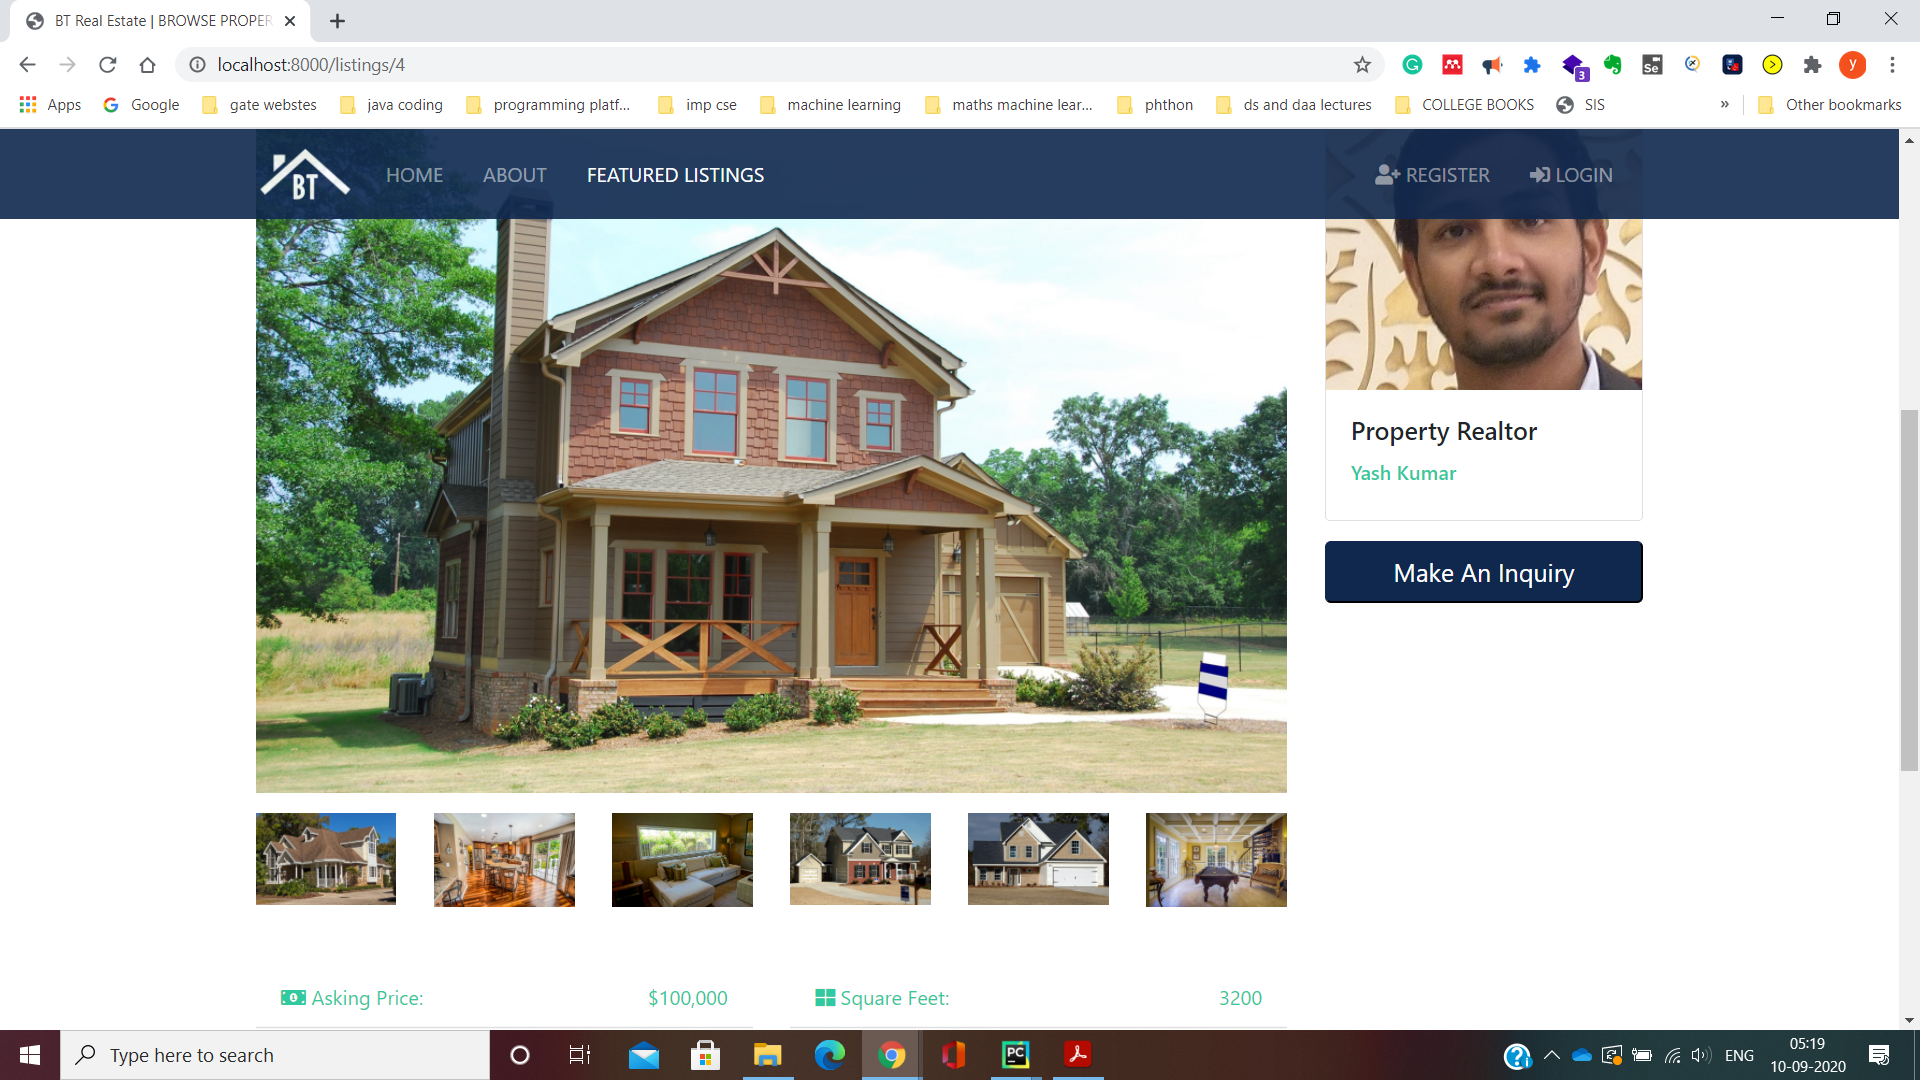 BT Real Estate | BROWSE PROPER
localhost:8000/listings/4
3
Se
y
Apps
Google
gate webstes
java coding
programming platf...
imp cse
machine learning
maths machine lear...
phthon
ds and daa lectures
COLLEGE BOOKS
SIS
»
Other bookmarks
BT
HOME
ABOUT
FEATURED LISTINGS
REGISTER
LOGIN
Property Realtor
Yash Kumar
Make An Inquiry
Asking Price:
$100,000
Square Feet:
3200
Type here to search
PC
ENG
05:19
10-09-2020